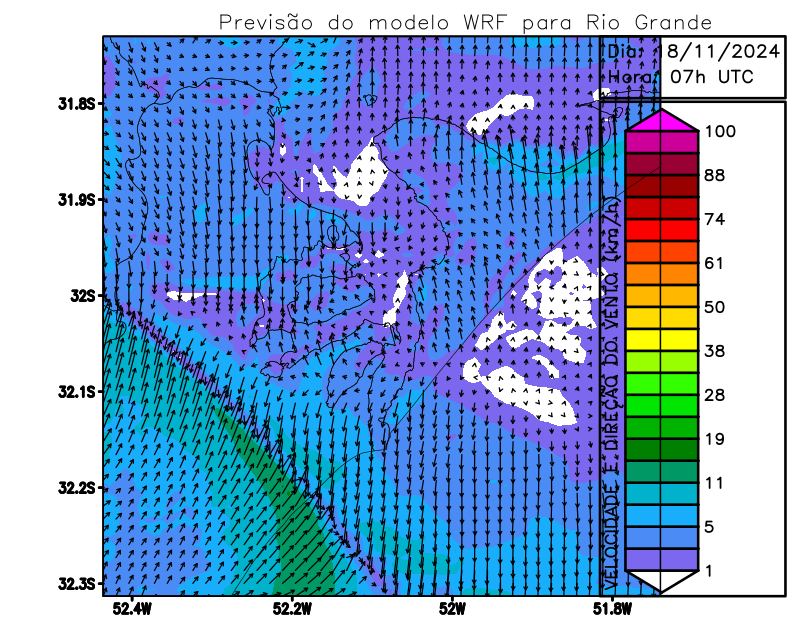 Previsão do modelo WRF para Rio Grande
Dia: 18/11/2024
Hora: 07h UTC
31.8S
31.9S
32S
32.1S
32.2S
32.3S
52.4W
52.2W
52W
51.8W
VELOCIDADE E DIREÇÃO DO VENTO (km/h)
100
88
74
61
50
38
28
19
11
5
1